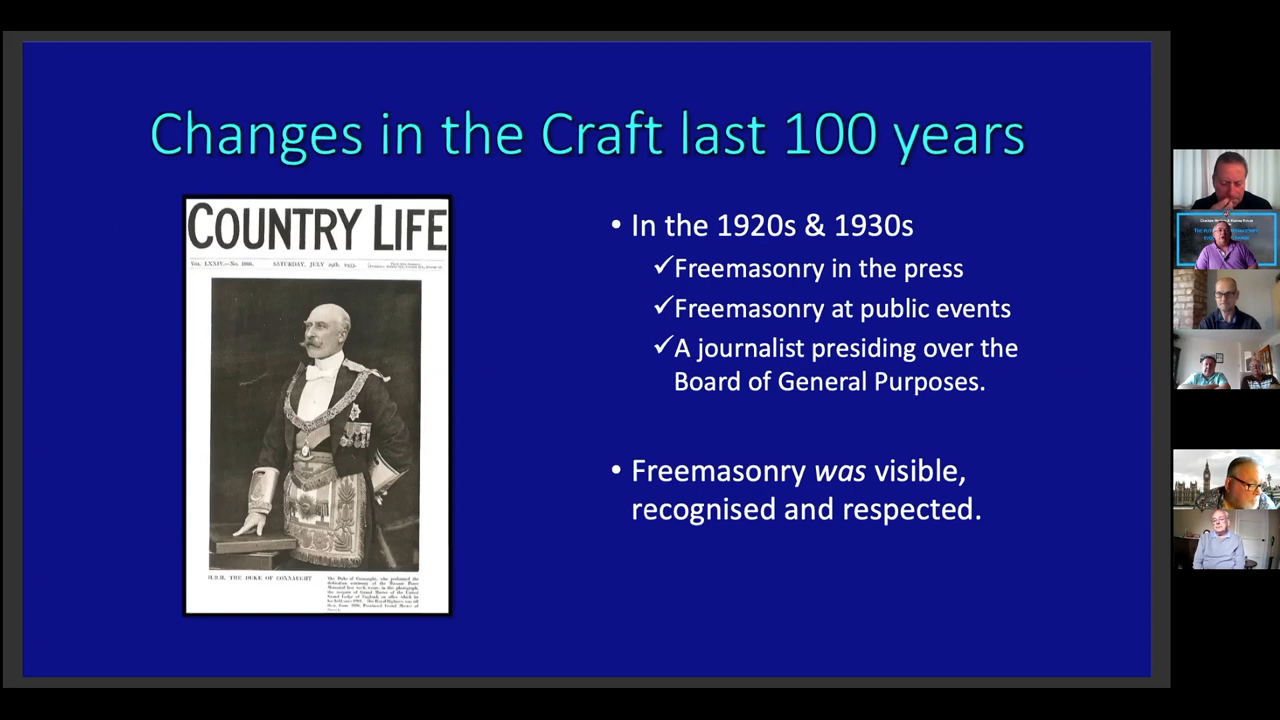 Changes in the Craft last 100 years
COUNTRY LIFE
SATURDAY, JULY 29th, 1933.
H.R.H. THE DUKE OF CONNAUGHT
• In the 1920s & 1930s
✓Freemasonry in the press
✓Freemasonry at public events
✓A journalist presiding over the
Board of General Purposes.
• Freemasonry was visible,
recognised and respected.